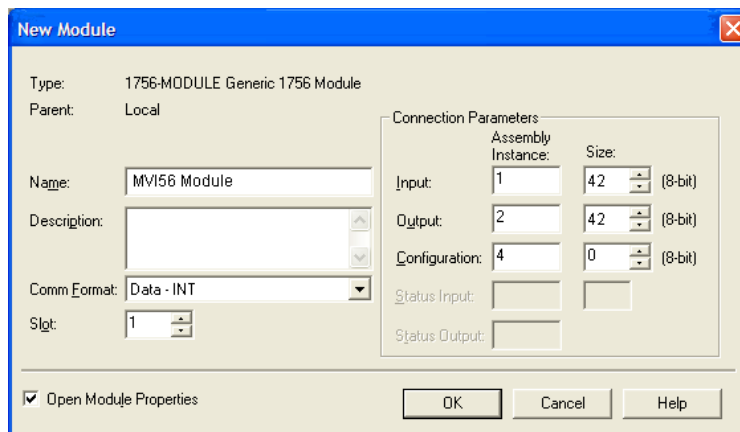 New Module
Type: 1756-MODULE Generic 1756 Module
Parent: Local
Connection Parameters
Assembly Instance: Size:
Name: MVI56 Module
Input: 1 42 (8-bit)
Description:
Output: 2 42 (8-bit)
Configuration: 4 0 (8-bit)
Comm Format: Data - INT
Status Input:
Slot: 1
Status Output:
Open Module Properties
OK Cancel Help